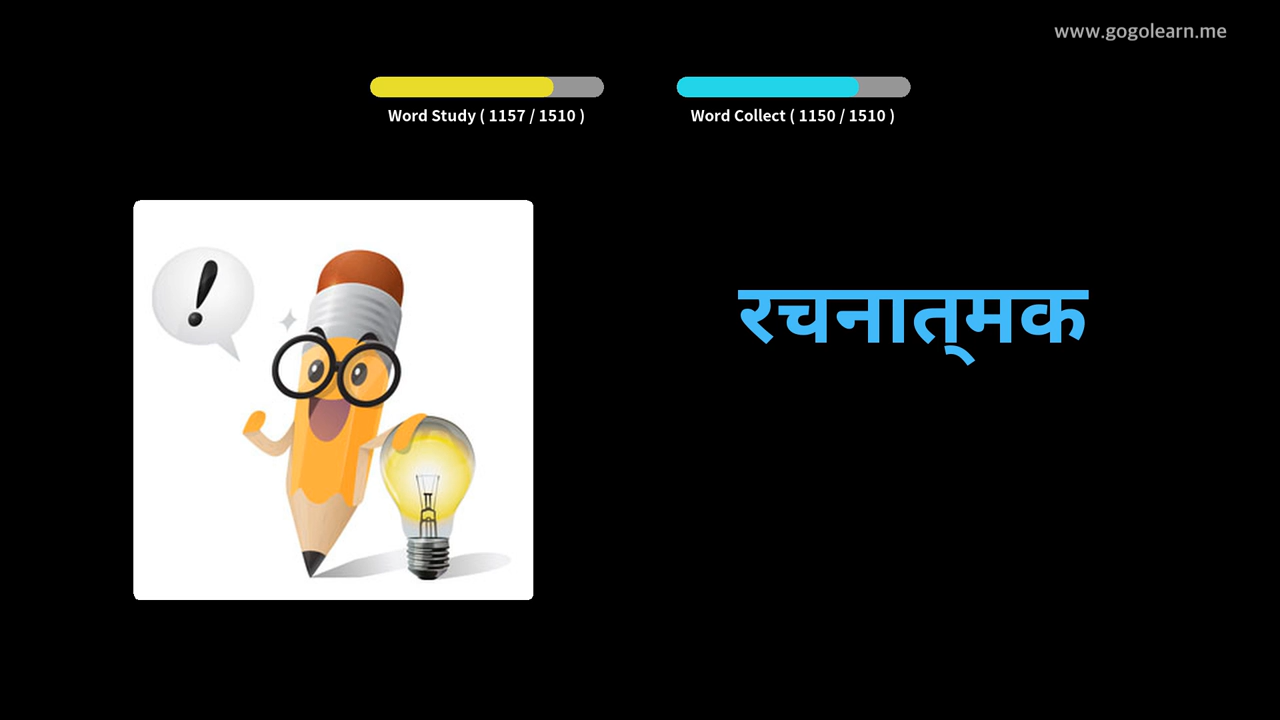 www.gogolearn.me
Word Study ( 1157 / 1510 )
Word Collect ( 1150 / 1510 )
!
रचनात्‌मक